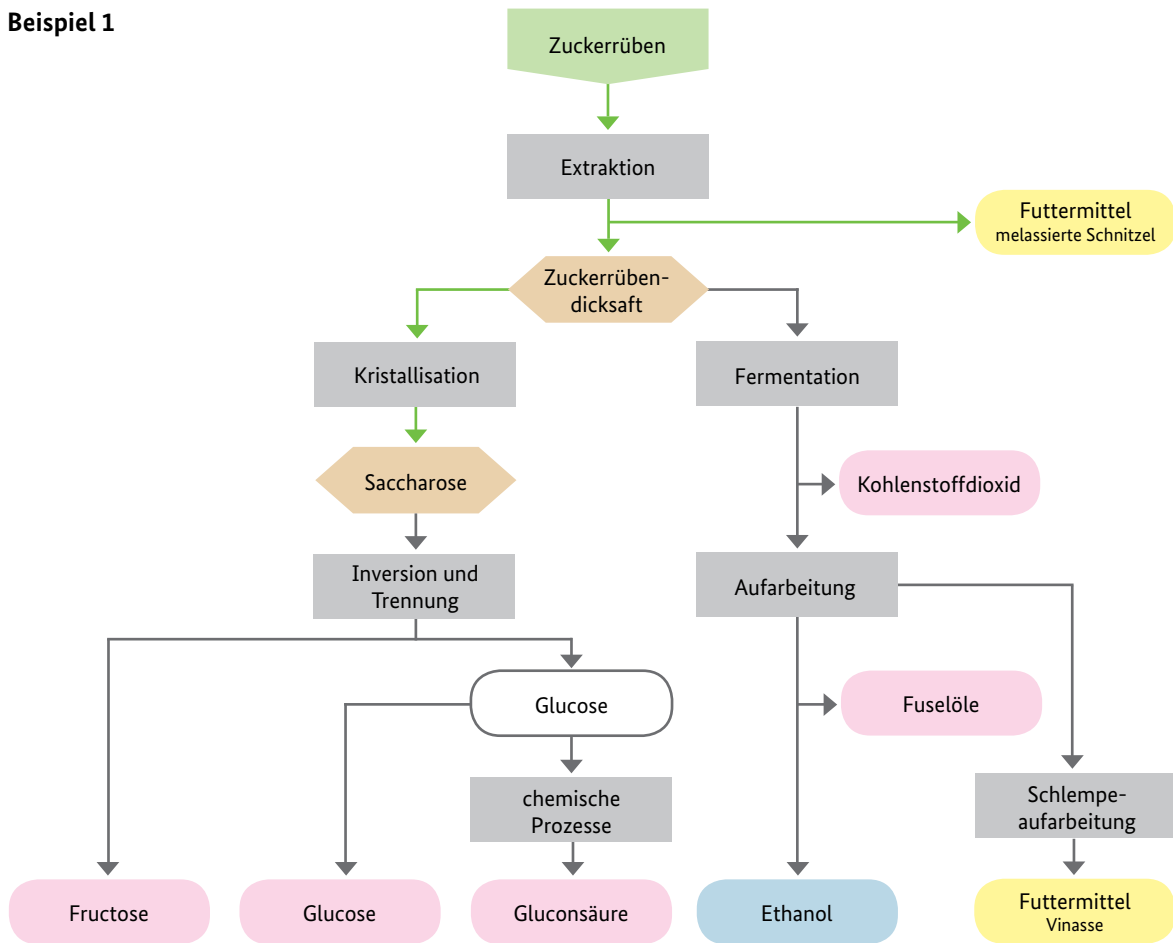 Beispiel 1
Zuckerrüben
Extraktion
Futtermittel
melassierte Schnitzel
Zuckerrüben-
dicksaft
Kristallisation
Fermentation
Saccharose
Kohlenstoffdioxid
Inversion und
Trennung
Aufarbeitung
Glucose
Fuselöle
chemische
Prozesse
Schlempe-
aufarbeitung
Fructose
Glucose
Gluconsäure
Ethanol
Futtermittel
Vinasse